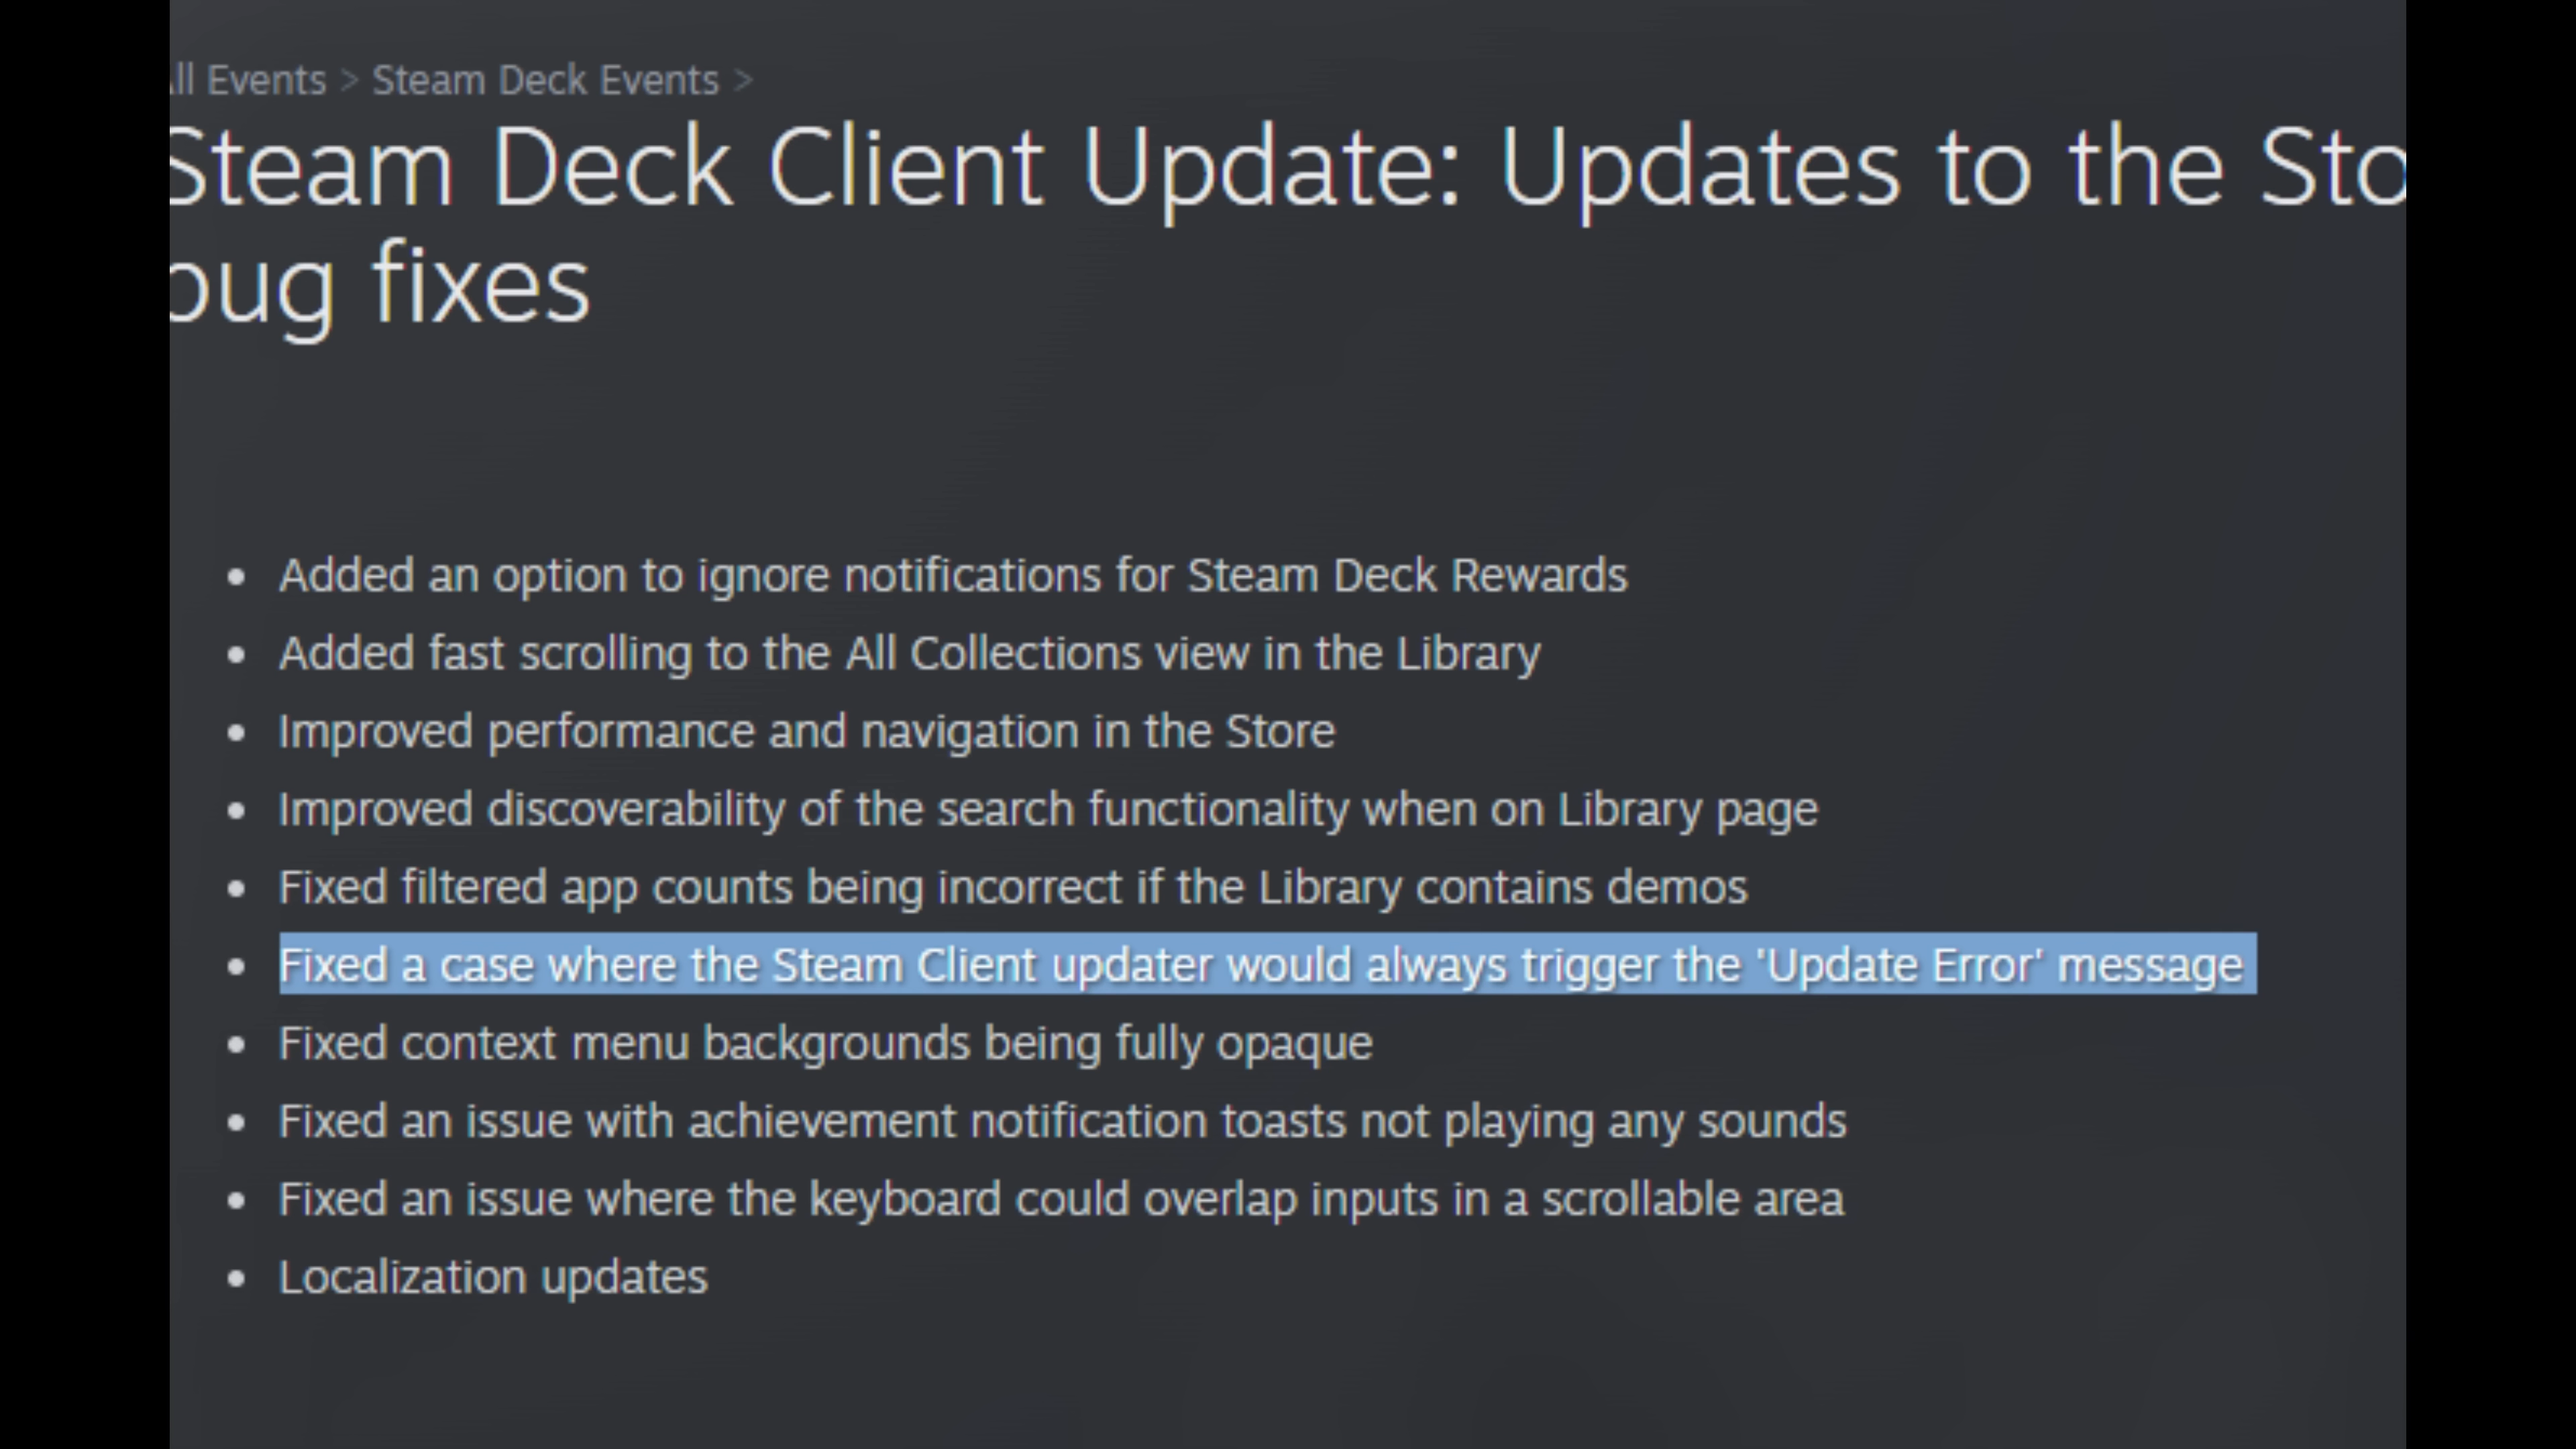 All Events > Steam Deck Events >
Steam Deck Client Update: Updates to the Sto
bug fixes
Added an option to ignore notifications for Steam Deck Rewards
Added fast scrolling to the All Collections view in the Library
Improved performance and navigation in the Store
Improved discoverability of the search functionality when on Library page
Fixed filtered app counts being incorrect if the Library contains demos
Fixed a case where the Steam Client updater would always trigger the 'Update Error' message
Fixed context menu backgrounds being fully opaque
Fixed an issue with achievement notification toasts not playing any sounds
Fixed an issue where the keyboard could overlap inputs in a scrollable area
Localization updates